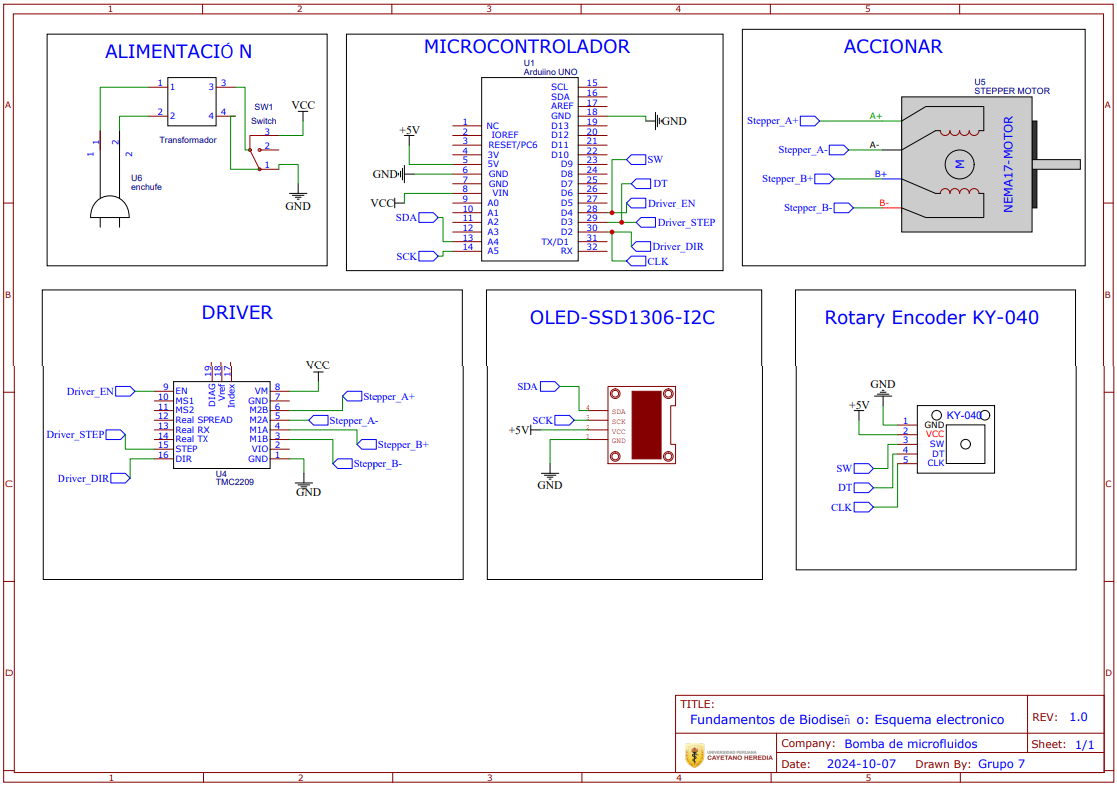 1 2 3 4 5
A
B
C
D
ALIMENTACIÓ N
1 1 3 3
2 2 4 4
Transformador
SW1
Switch
VCC
3
2
1
GND
1 1 2 2
U6
enchufe
MICROCONTROLADOR
U1
Arduiino UNO
SCL 15
SDA 16
AREF 17
GND 18
D13 19
D12 20
D11 21
D10 22
D9 23
D8 24
D7 25
D6 26
D5 27
D4 28
D3 29
D2 30
TX/D1 31
RX 32
1 NC
2 IOREF
3 RESET/PC6
4 3V
5 5V
6 GND
7 GND
8 VIN
9 A0
10 A1
11 A2
12 A3
13 A4
14 A5
+5V
GND
VCC
SDA
SCK
GND
SW
DT
Driver_EN
Driver_STEP
Driver_DIR
CLK
ACCIONAR
U5
STEPPER MOTOR
Stepper_A+ A+
Stepper_A- A-
Stepper_B+ B+
Stepper_B- B-
M
NEMA17-MOTOR
DRIVER
19 18 17
DIAG Vref Index
Driver_EN
Driver_STEP
Driver_DIR
9 EN
10 MS1
11 MS2
12 Real SPREAD
13 Real RX
14 Real TX
15 STEP
16 DIR
VM 8
GND 7
M2B 6
M2A 5
M1A 4
M1B 3
VIO 2
GND 1
VCC
Stepper_A+
Stepper_A-
Stepper_B+
Stepper_B-
GND
U4
TMC2209
OLED-SSD1306-I2C
SDA
SCK
+5V
GND
4 SDA
3 SCK
2 VCC
1 GND
Rotary Encoder KY-040
GND
+5V
KY-040
1 GND
2 VCC
3 SW
4 DT
5 CLK
SW
DT
CLK
TITLE:
Fundamentos de Biodiseñ o: Esquema electronico
REV: 1.0
UNIVERSIDAD PERUANA
CAYETANO HEREDIA
Company: Bomba de microfluidos
Sheet: 1/1
Date: 2024-10-07 Drawn By: Grupo 7
A
B
C
D
1 2 3 4 5